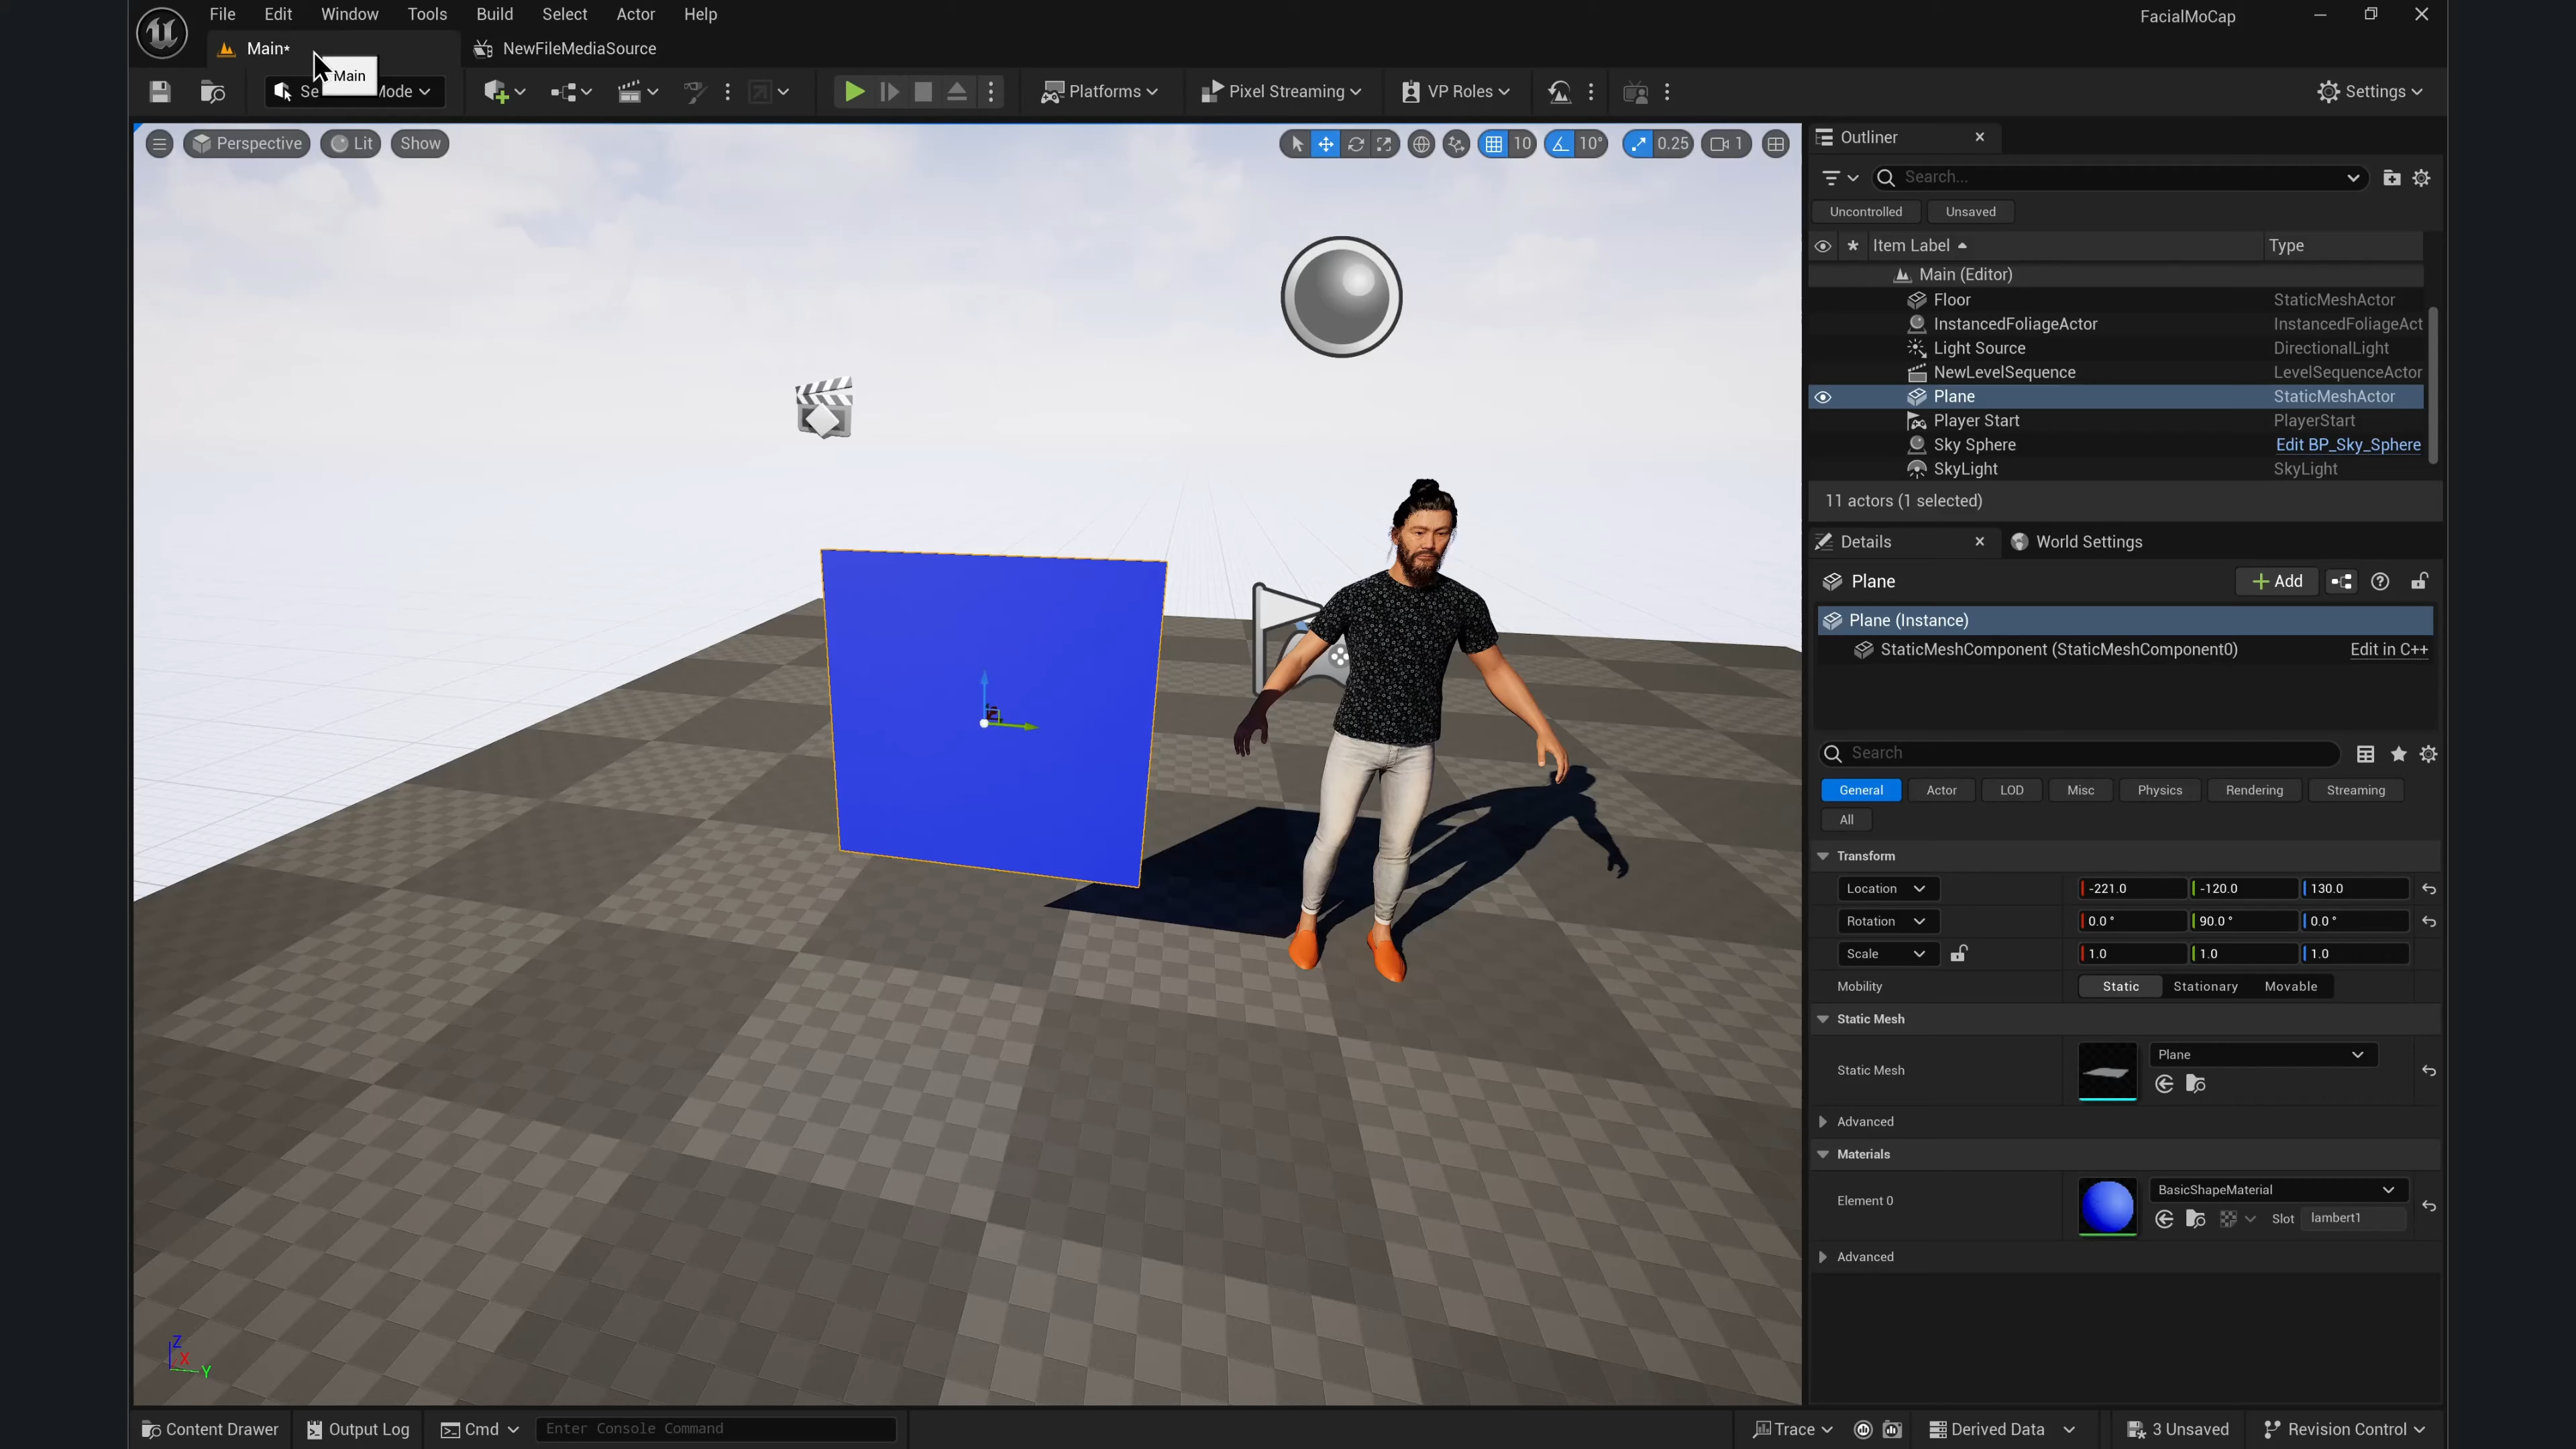 File Edit Window Tools Build Select Actor Help
FacialMoCap
Main*
NewFileMediaSource
Main
Se Mode
Platforms
Pixel Streaming
VP Roles
Settings
Perspective
Lit
Show
10
10°
0.25
1
Outliner
Search...
Uncontrolled
Unsaved
Item Label
Type
Main (Editor)
Floor StaticMeshActor
InstancedFoliageActor InstancedFoliageAct
Light Source DirectionalLight
NewLevelSequence LevelSequenceActor
Plane StaticMeshActor
Player Start PlayerStart
Sky Sphere Edit BP_Sky_Sphere
SkyLight SkyLight
11 actors (1 selected)
Details
World Settings
Plane
Add
Plane (Instance)
StaticMeshComponent (StaticMeshComponent0) Edit in C++
Search
General Actor LOD Misc Physics Rendering Streaming
All
Transform
Location -221.0 -120.0 130.0
Rotation 0.0° 90.0° 0.0°
Scale 1.0 1.0 1.0
Mobility Static Stationary Movable
Static Mesh
Static Mesh Plane
Advanced
Materials
Element 0 BasicShapeMaterial
Slot lambert1
Advanced
Z
X
Y
Content Drawer
Output Log
Cmd
Enter Console Command
Trace
Derived Data
3 Unsaved
Revision Control